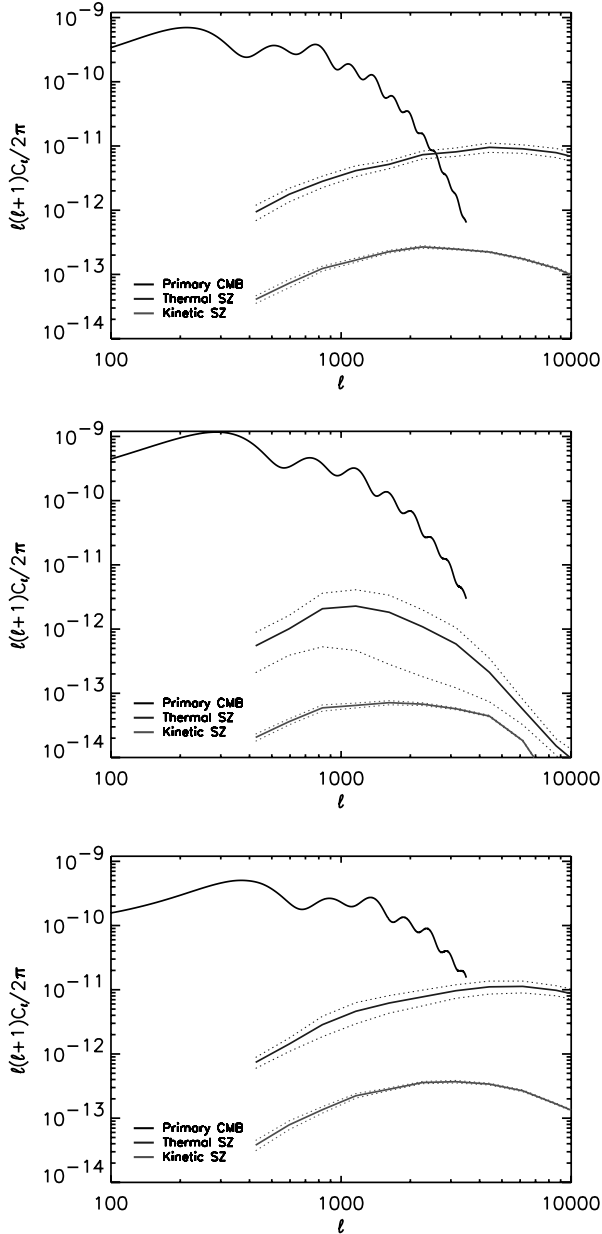 10⁻⁹
10⁻¹⁰
10⁻¹¹
10⁻¹²
10⁻¹³
10⁻¹⁴
ℓ(ℓ+1)Cℓ/2π
Primary CMB
Thermal SZ
Kinetic SZ
100 1000 10000
ℓ
10⁻⁹
10⁻¹⁰
10⁻¹¹
10⁻¹²
10⁻¹³
10⁻¹⁴
ℓ(ℓ+1)Cℓ/2π
Primary CMB
Thermal SZ
Kinetic SZ
100 1000 10000
ℓ
10⁻⁹
10⁻¹⁰
10⁻¹¹
10⁻¹²
10⁻¹³
10⁻¹⁴
ℓ(ℓ+1)Cℓ/2π
Primary CMB
Thermal SZ
Kinetic SZ
100 1000 10000
ℓ